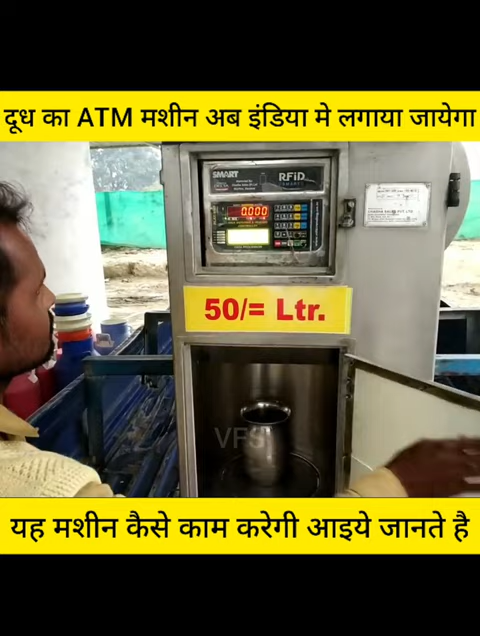 दूध का ATM मशीन अब इंडिया मे लगाया जायेगा
SMART
RFiD
0.000
50/= Ltr.
VFS
यह मशीन कैसे काम करेगी आइये जानते है